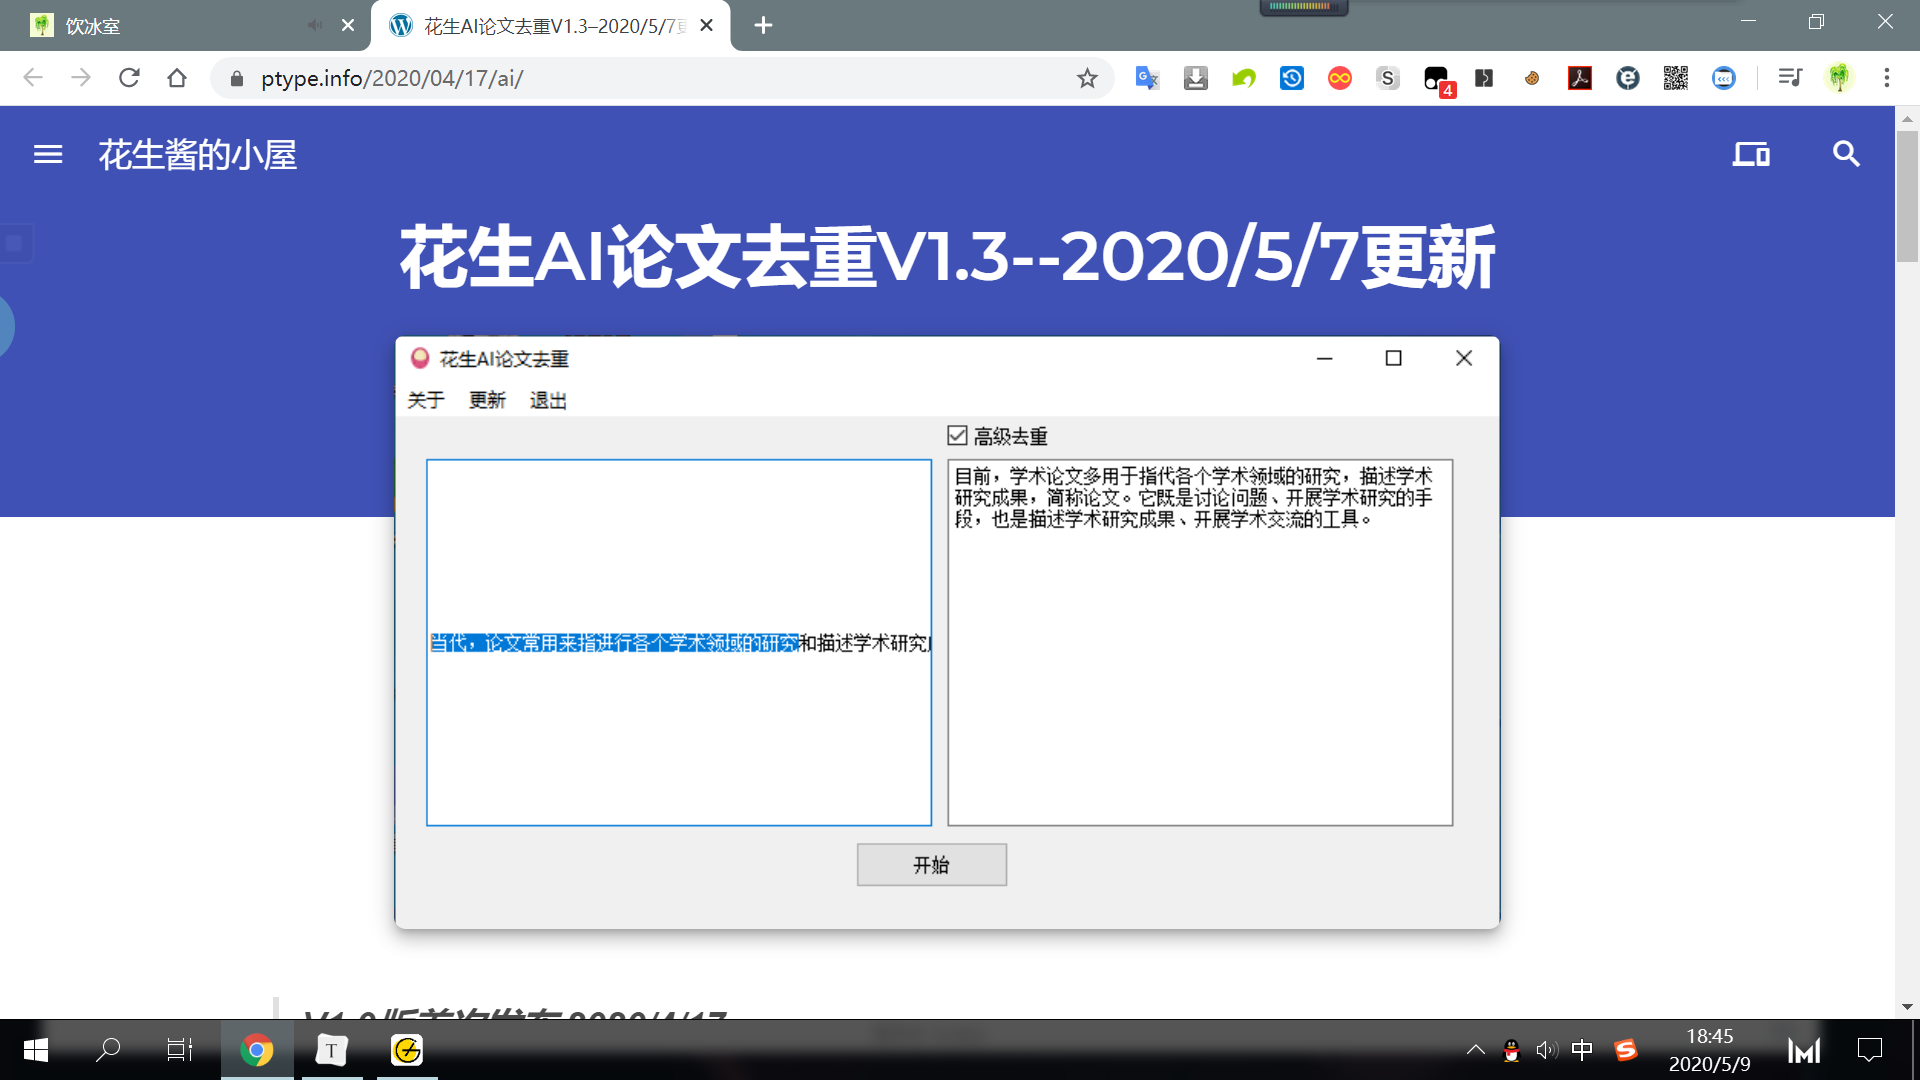 饮冰室
花生AI论文去重V1.3–2020/5/7
ptype.info/2020/04/17/ai/
4
花生酱的小屋
花生AI论文去重V1.3--2020/5/7更新
花生AI论文去重
关于 更新 退出
高级去重
当代，论文常用来指进行各个学术领域的研究和描述学术研究
目前，学术论文多用于指代各个学术领域的研究，描述学术
研究成果，简称论文。它既是讨论问题、开展学术研究的手
段，也是描述学术研究成果、开展学术交流的工具。
开始
V1.0版首次发布 2020/4/17
T
中
18:45
2020/5/9